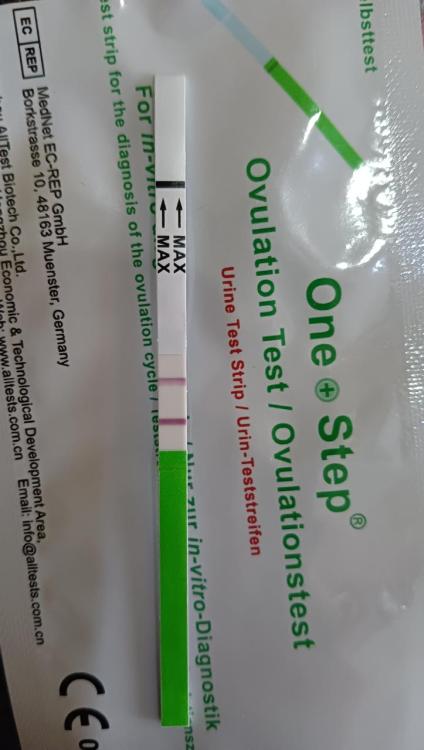 lbsttest
One + Step®
Ovulation Test / Ovulationstest
Urine Test Strip / Urin-Teststreifen
Nur zur in-vitro-Diagnostik
MAX
MAX
For in-vitro
est strip for the diagnosis of the ovulation cycle /
EC REP
MedNet EC-REP GmbH
Borkstrasse 10, 48163 Muenster, Germany
AllTest Biotech Co.,Ltd.
Economic & Technological Development Area,
www.alltests.com.cn Email: info@alltests.com.cn
CE 0